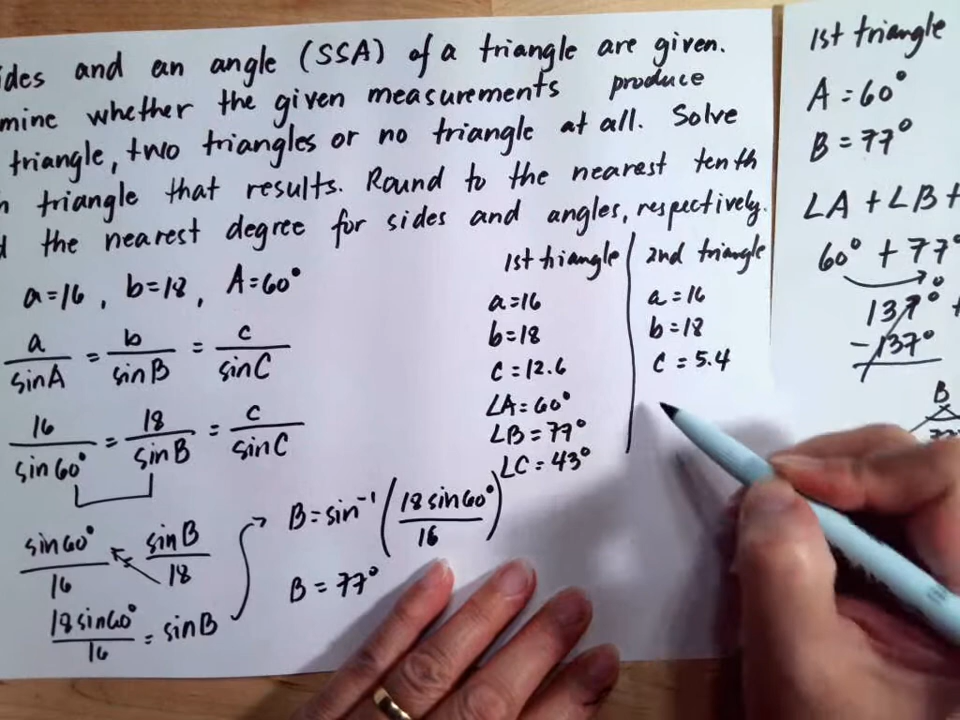 ides and an angle (SSA) of a triangle are given.
mine whether the given measurements produce
triangle, two triangles or no triangle at all. Solve
n triangle that results. Round to the nearest tenth
d the nearest degree for sides and angles, respectively.
a=16, b=18, A=60°
a/sinA = b/sinB = c/sinC
16/sin60° = 18/sinB = c/sinC
sin60°/16 sinB/18
18sin60°/16 = sinB
B=sin⁻¹(18sin60°/16)
B=77°
1st triangle
a=16
b=18
c=12.6
∠A=60°
∠B=77°
∠C=43°
2nd triangle
a=16
b=18
c=5.4
1st triangle
A=60°
B=77°
∠A+∠B+
60°+77°
137°+
-137°
B